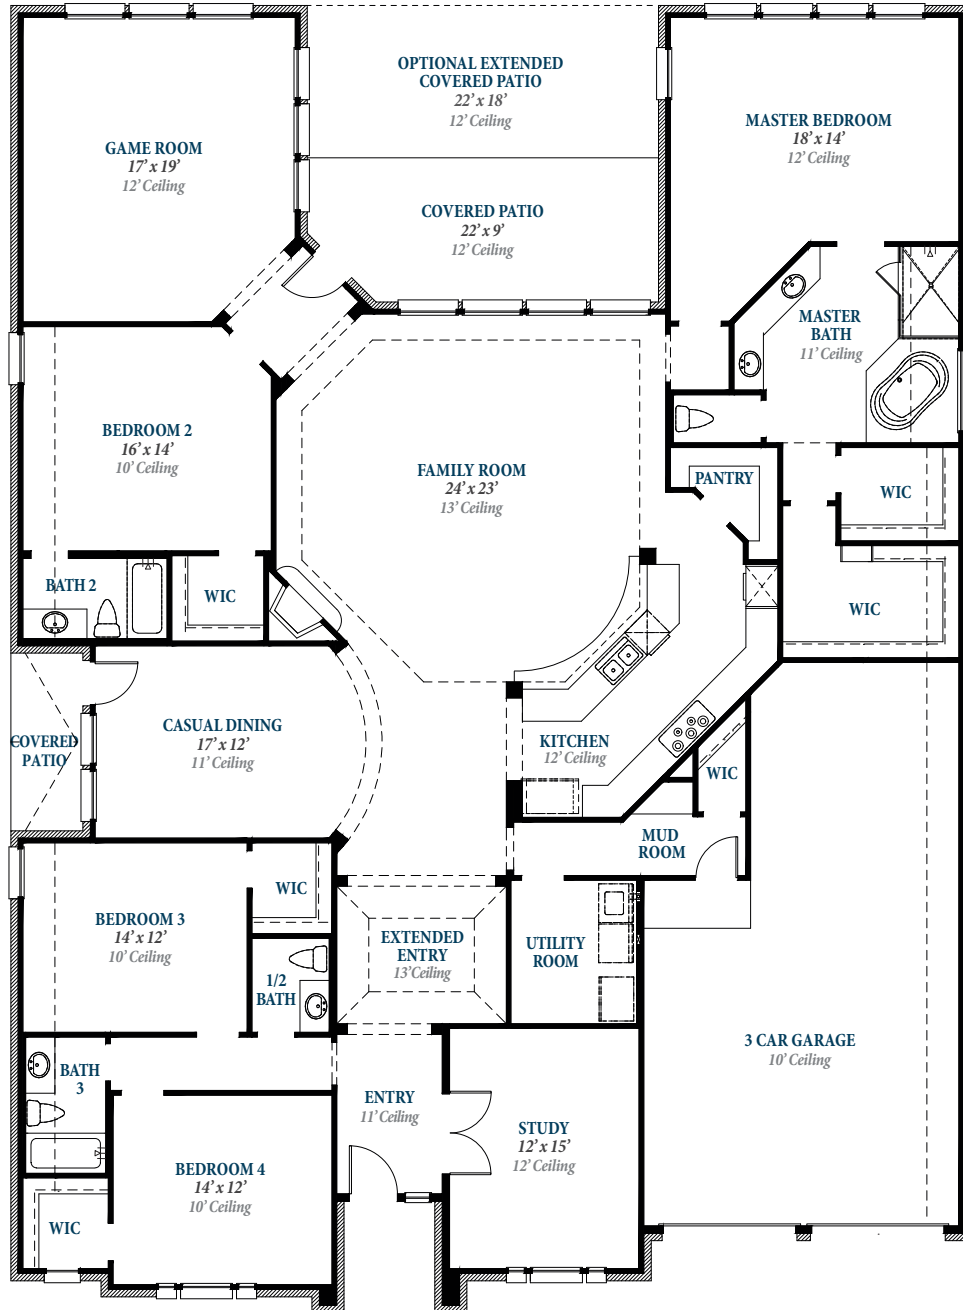 OPTIONAL EXTENDED
COVERED PATIO
22' x 18'
12' Ceiling
MASTER BEDROOM
18' x 14'
12' Ceiling
GAME ROOM
17' x 19'
12' Ceiling
COVERED PATIO
22' x 9'
12' Ceiling
MASTER
BATH
11' Ceiling
BEDROOM 2
16' x 14'
10' Ceiling
FAMILY ROOM
24' x 23'
13' Ceiling
PANTRY
WIC
BATH 2
WIC
WIC
CASUAL DINING
17' x 12'
11' Ceiling
COVERED
PATIO
KITCHEN
12' Ceiling
WIC
MUD
ROOM
WIC
BEDROOM 3
14' x 12'
10' Ceiling
EXTENDED
ENTRY
13'Ceiling
UTILITY
ROOM
1/2
BATH
3 CAR GARAGE
10' Ceiling
BATH
3
ENTRY
11' Ceiling
STUDY
12' x 15'
12' Ceiling
BEDROOM 4
14' x 12'
10' Ceiling
WIC